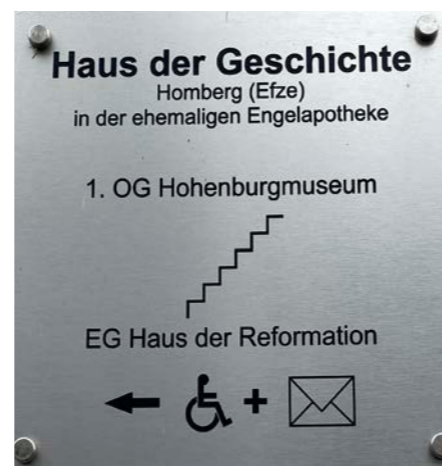 Haus der Geschichte
Homberg (Efze)
in der ehemaligen Engelapotheke
1. OG Hohenburgmuseum
EG Haus der Reformation